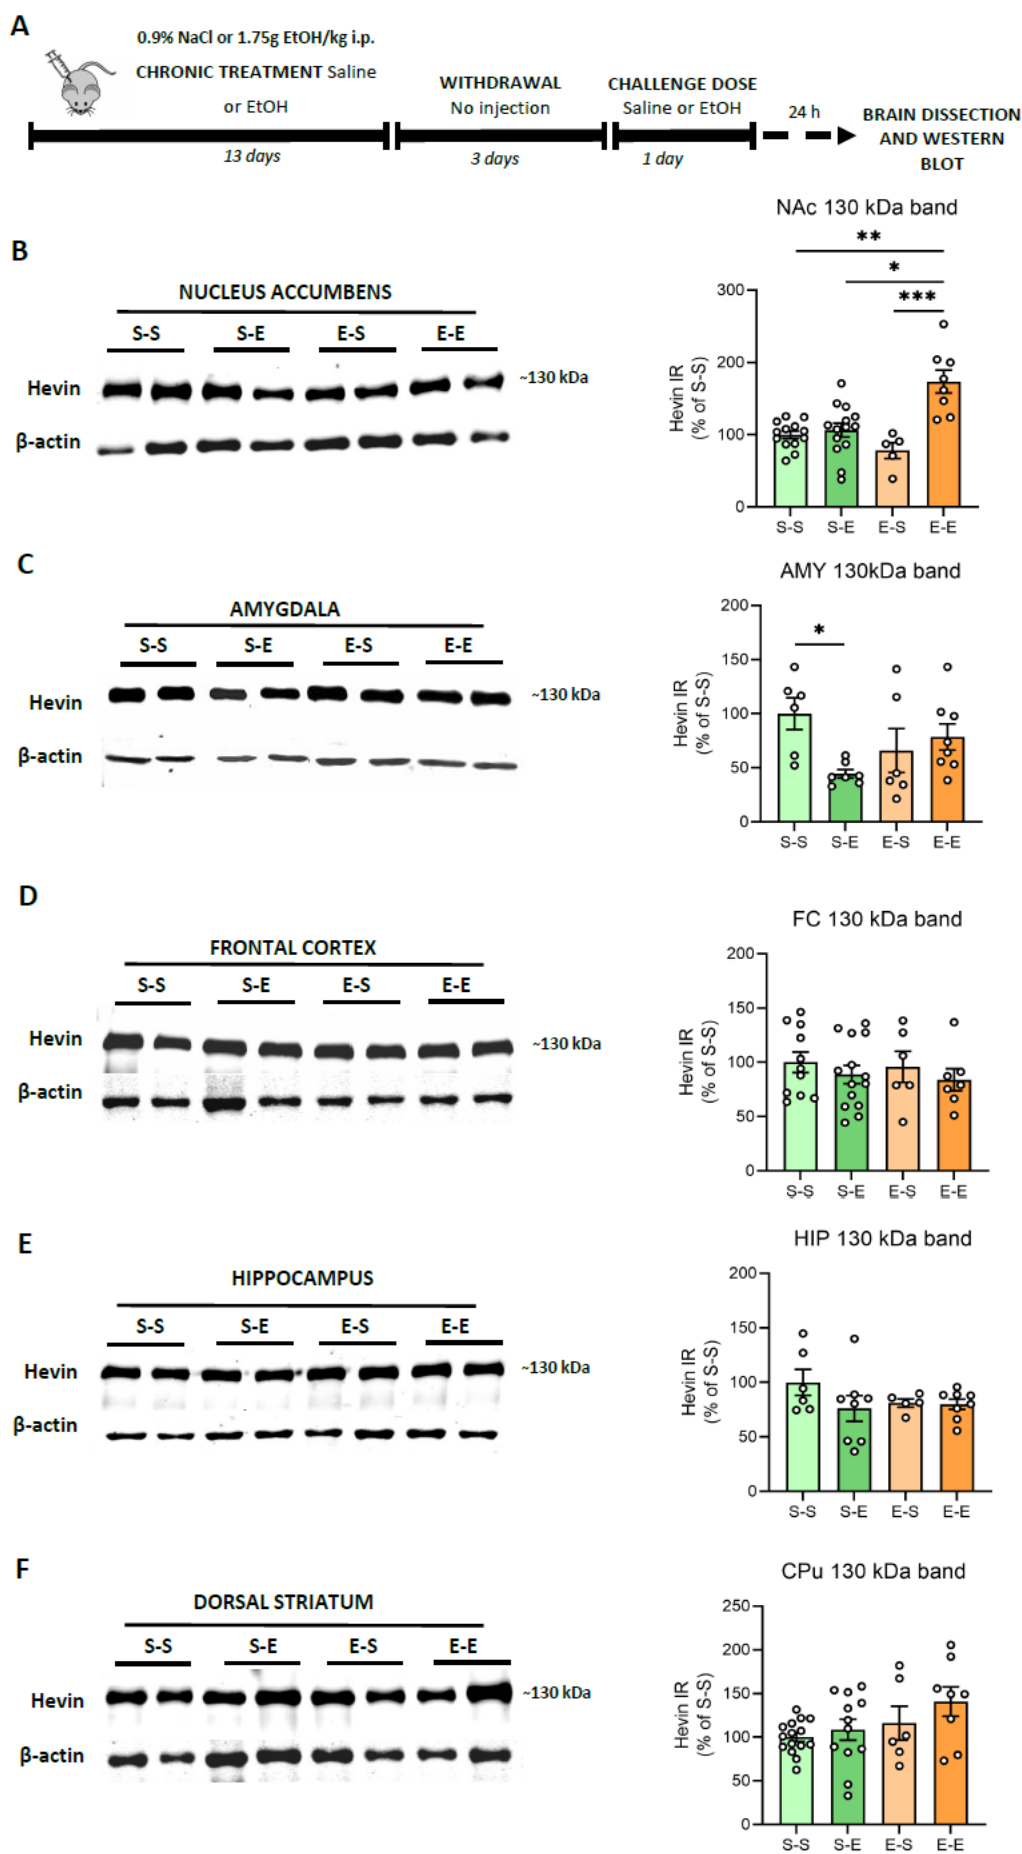 A
0.9% NaCl or 1.75g EtOH/kg i.p.
CHRONIC TREATMENT Saline
or EtOH
13 days
WITHDRAWAL
No injection
3 days
CHALLENGE DOSE
Saline or EtOH
1 day
24 h
BRAIN DISSECTION
AND WESTERN
BLOT
B
NUCLEUS ACCUMBENS
S-S S-E E-S E-E
Hevin
~130 kDa
β-actin
NAc 130 kDa band
**
*
***
Hevin IR
(% of S-S)
300
200
100
0
S-S S-E E-S E-E
C
AMYGDALA
S-S S-E E-S E-E
Hevin
~130 kDa
β-actin
AMY 130kDa band
*
Hevin IR
(% of S-S)
200
150
100
50
0
S-S S-E E-S E-E
D
FRONTAL CORTEX
S-S S-E E-S E-E
Hevin
~130 kDa
β-actin
FC 130 kDa band
Hevin IR
(% of S-S)
200
150
100
50
0
S-S S-E E-S E-E
E
HIPPOCAMPUS
S-S S-E E-S E-E
Hevin
~130 kDa
β-actin
HIP 130 kDa band
Hevin IR
(% of S-S)
200
150
100
50
0
S-S S-E E-S E-E
F
DORSAL STRIATUM
S-S S-E E-S E-E
Hevin
~130 kDa
β-actin
CPu 130 kDa band
Hevin IR
(% of S-S)
250
200
150
100
50
0
S-S S-E E-S E-E